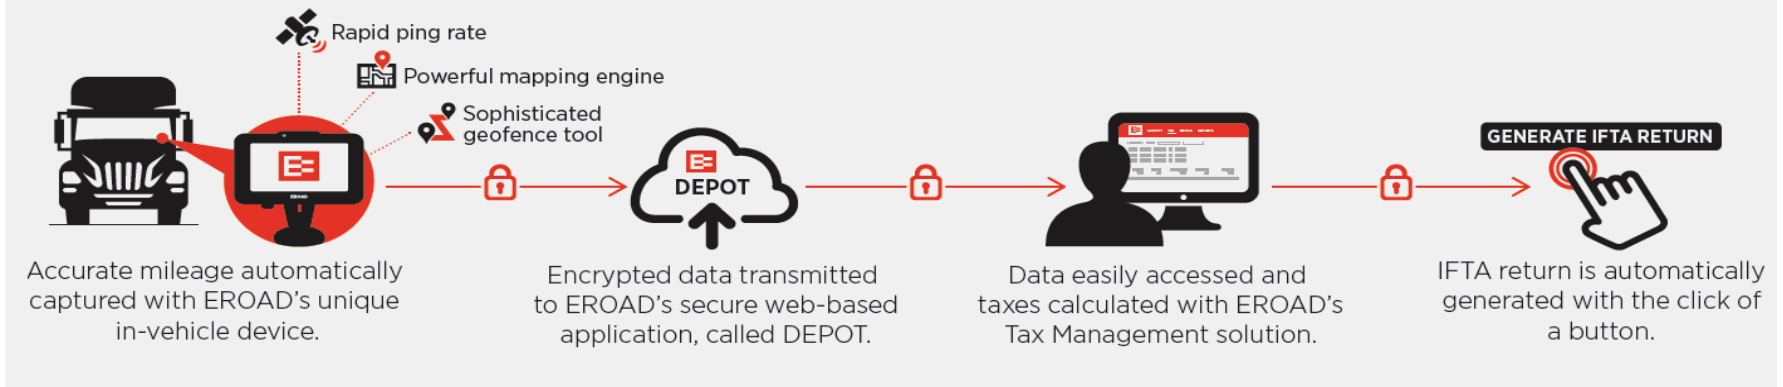 Rapid ping rate
Powerful mapping engine
Sophisticated
geofence tool
EROAD
Accurate mileage automatically
captured with EROAD's unique
in-vehicle device.
DEPOT
Encrypted data transmitted
to EROAD's secure web-based
application, called DEPOT.
Data easily accessed and
taxes calculated with EROAD's
Tax Management solution.
GENERATE IFTA RETURN
IFTA return is automatically
generated with the click of
a button.